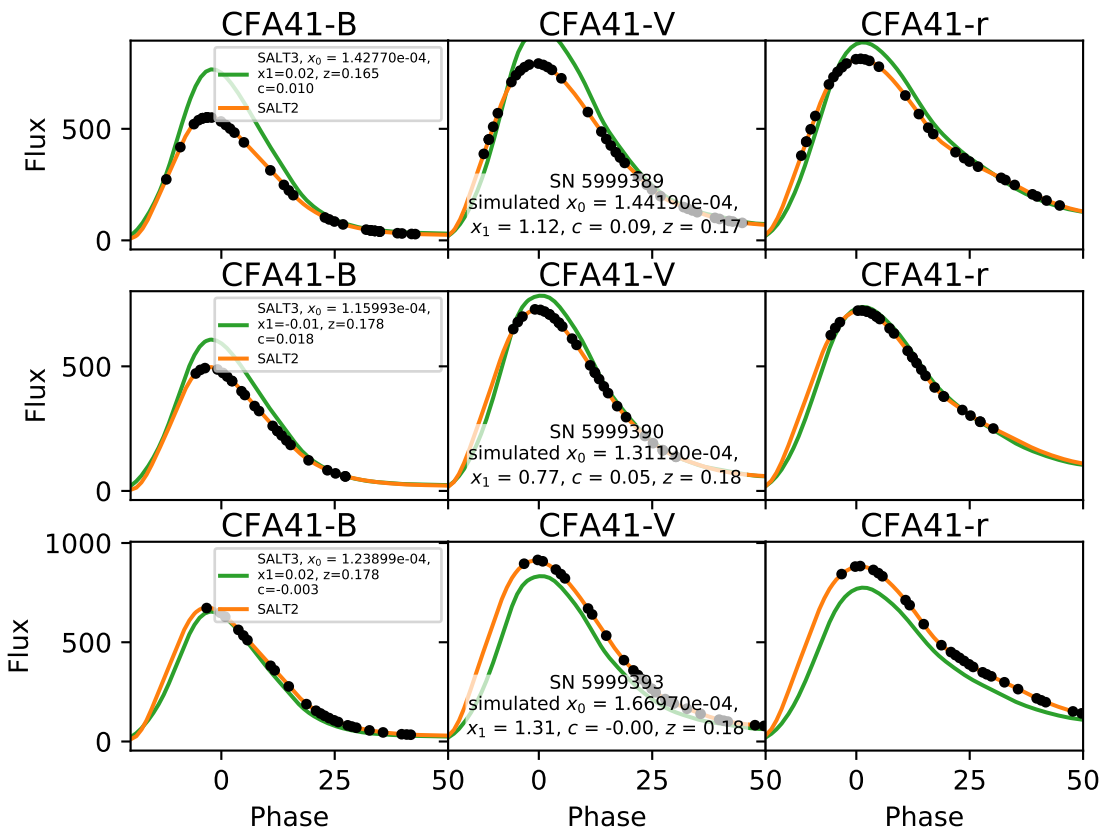 CFA41-B CFA41-V CFA41-r
SALT3, x₀ = 1.42770e-04,
x1=0.02, z=0.165
c=0.010
SALT2
500
0
Flux
SN 5999389
simulated x₀ = 1.44190e-04,
x₁ = 1.12, c = 0.09, z = 0.17
CFA41-B CFA41-V CFA41-r
SALT3, x₀ = 1.15993e-04,
x1=-0.01, z=0.178
c=0.018
SALT2
500
0
Flux
SN 5999390
simulated x₀ = 1.31190e-04,
x₁ = 0.77, c = 0.05, z = 0.18
CFA41-B CFA41-V CFA41-r
SALT3, x₀ = 1.23899e-04,
x1=0.02, z=0.178
c=-0.003
SALT2
1000
500
0
Flux
SN 5999393
simulated x₀ = 1.66970e-04,
x₁ = 1.31, c = -0.00, z = 0.18
0 25 50 0 25 50 0 25 50
Phase Phase Phase